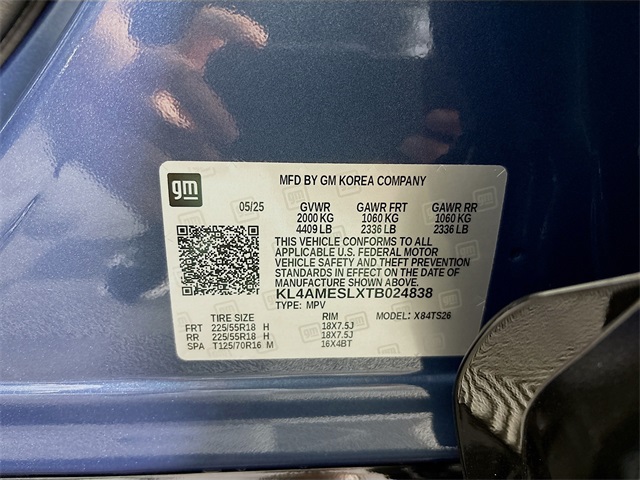 gm
MFD BY GM KOREA COMPANY
05/25 GVWR GAWR FRT GAWR RR
2000 KG 1060 KG 1060 KG
4409 LB 2336 LB 2336 LB
THIS VEHICLE CONFORMS TO ALL
APPLICABLE U.S. FEDERAL MOTOR
VEHICLE SAFETY AND THEFT PREVENTION
STANDARDS IN EFFECT ON THE DATE OF
MANUFACTURE SHOWN ABOVE.
KL4AMESLXTB024838
TYPE: MPV
TIRE SIZE RIM MODEL: X84TS26
FRT 225/55R18 H 18X7.5J
RR 225/55R18 H 18X7.5J
SPA T125/70R16 M 16X4BT